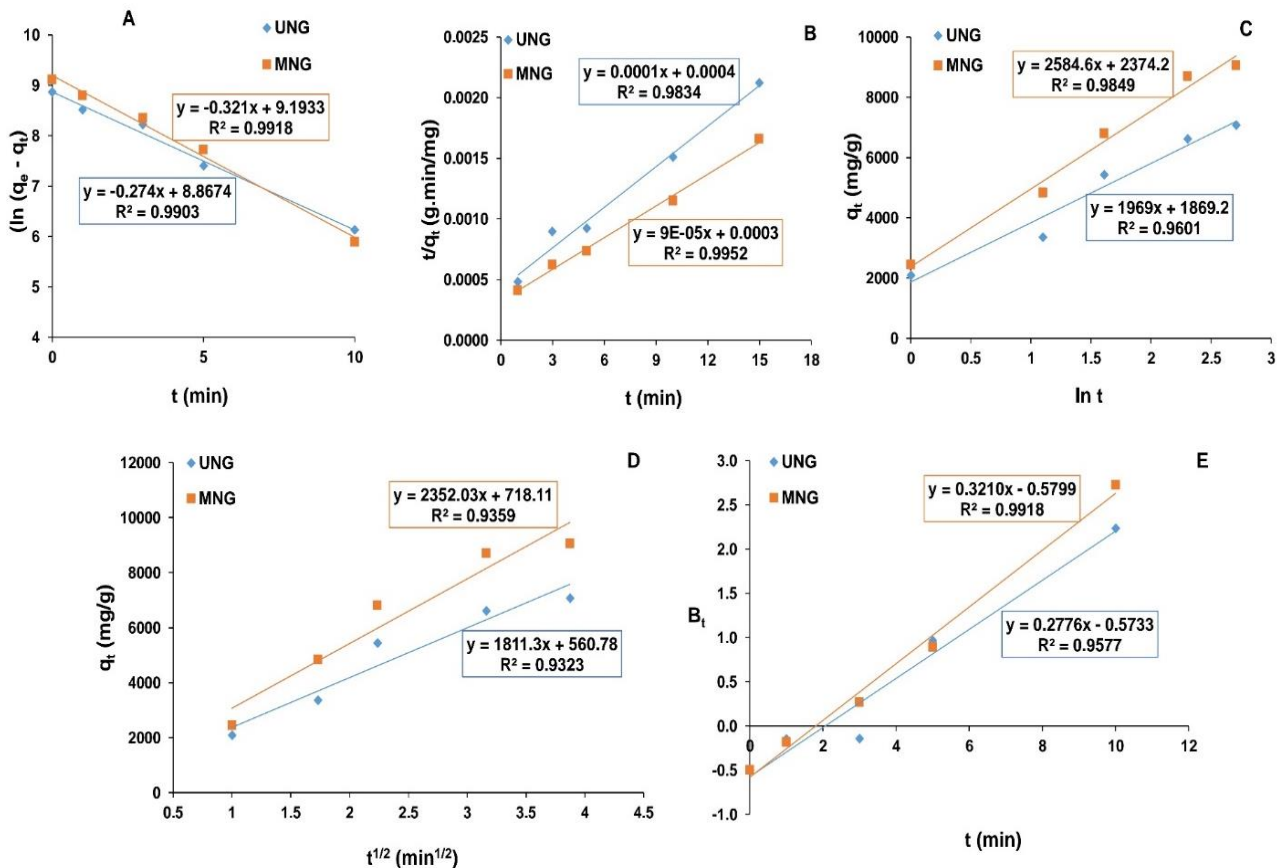 A
UNG
MNG
10
9
8
7
6
5
4
(ln (qe - qt)
y = -0.321x + 9.1933
R² = 0.9918
y = -0.274x + 8.8674
R² = 0.9903
0 5 10
t (min)
B
UNG
MNG
0.0025
0.0020
0.0015
0.0010
0.0005
0.0000
t/qt (g.min/mg)
y = 0.0001x + 0.0004
R² = 0.9834
y = 9E-05x + 0.0003
R² = 0.9952
0 3 6 9 12 15 18
t (min)
C
UNG
MNG
10000
8000
6000
4000
2000
0
qt (mg/g)
y = 2584.6x + 2374.2
R² = 0.9849
y = 1969x + 1869.2
R² = 0.9601
0 0.5 1 1.5 2 2.5 3
ln t
D
UNG
MNG
12000
10000
8000
6000
4000
2000
0
qt (mg/g)
y = 2352.03x + 718.11
R² = 0.9359
y = 1811.3x + 560.78
R² = 0.9323
0.5 1 1.5 2 2.5 3 3.5 4 4.5
t1/2 (min1/2)
E
UNG
MNG
3.0
2.5
2.0
1.5
1.0
0.5
0.0
-0.5
-1.0
Bt
y = 0.3210x - 0.5799
R² = 0.9918
y = 0.2776x - 0.5733
R² = 0.9577
0 2 4 6 8 10 12
t (min)